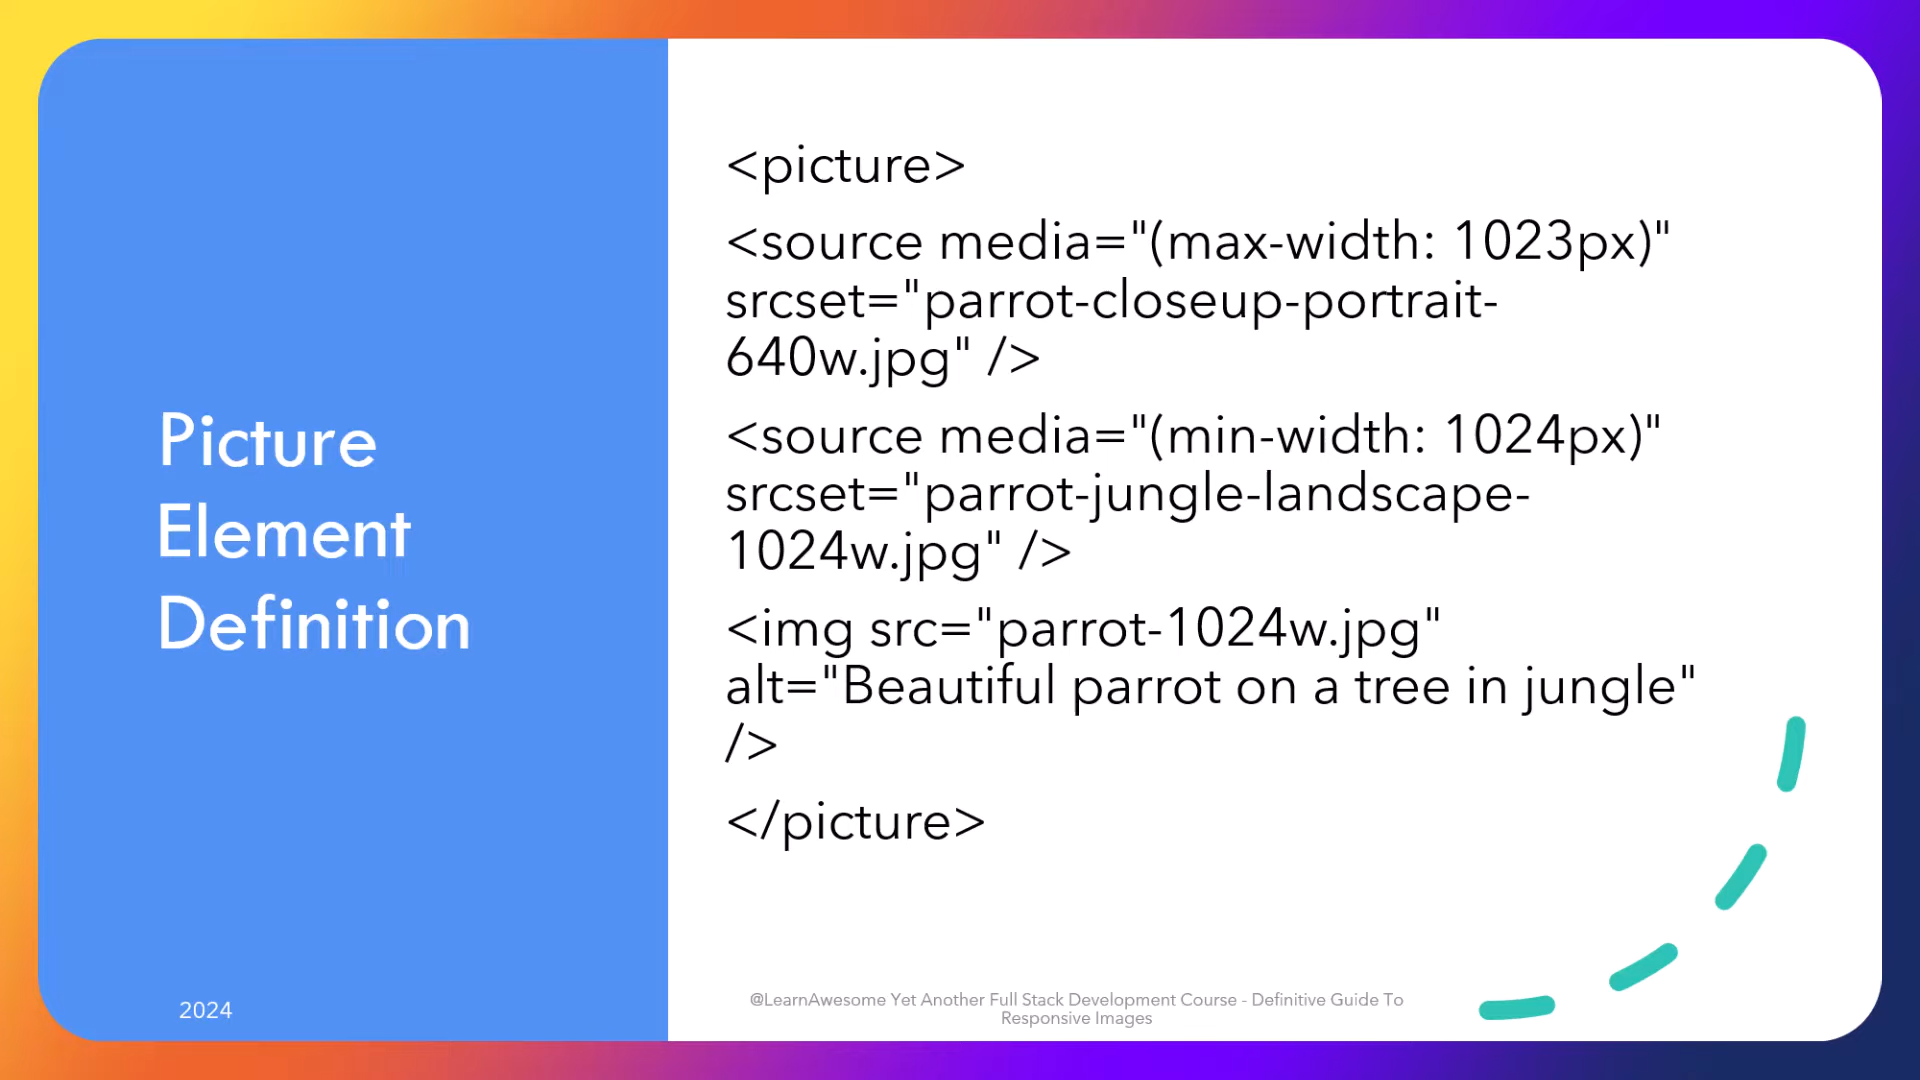 Picture
Element
Definition
2024
<picture>
<source media="(max-width: 1023px)"
srcset="parrot-closeup-portrait-
640w.jpg" />
<source media="(min-width: 1024px)"
srcset="parrot-jungle-landscape-
1024w.jpg" />
<img src="parrot-1024w.jpg"
alt="Beautiful parrot on a tree in jungle"
/>
</picture>
@LearnAwesome Yet Another Full Stack Development Course - Definitive Guide To
Responsive Images